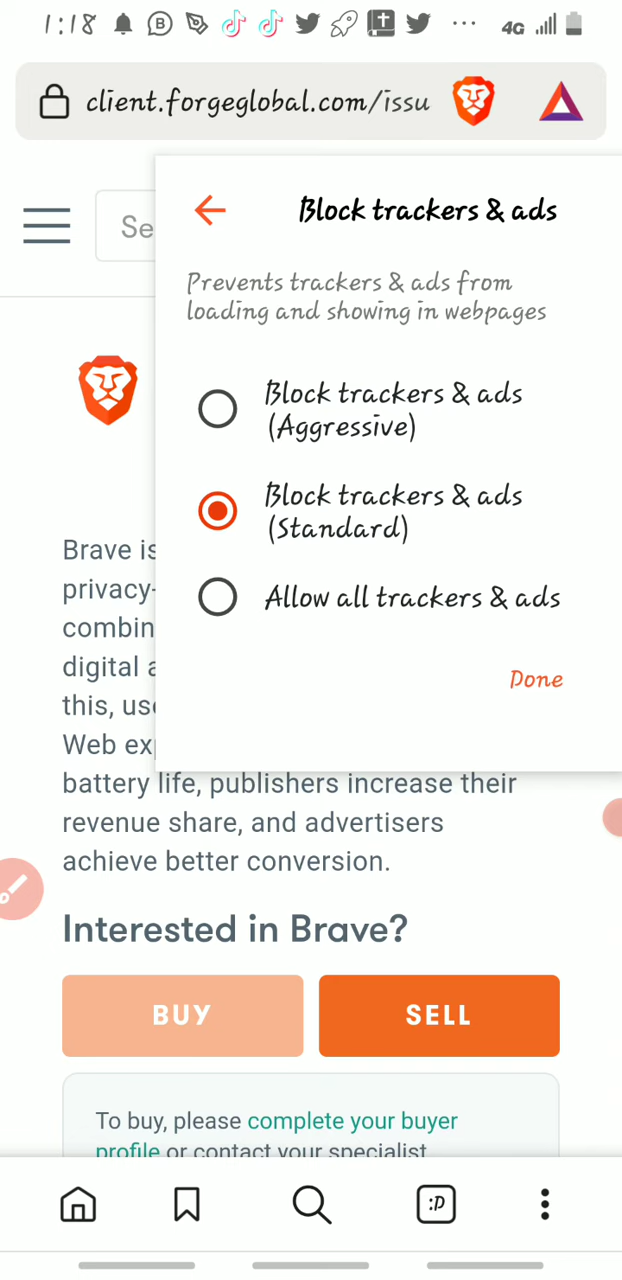 1:18
4G
client.forgeglobal.com/issu
Se
Block trackers & ads
Prevents trackers & ads from
loading and showing in webpages
Block trackers & ads
(Aggressive)
Block trackers & ads
(Standard)
Allow all trackers & ads
Done
Brave is
privacy-
combin
digital a
this, use
Web exp
battery life, publishers increase their
revenue share, and advertisers
achieve better conversion.
Interested in Brave?
BUY
SELL
To buy, please complete your buyer
profile or contact your specialist
:D